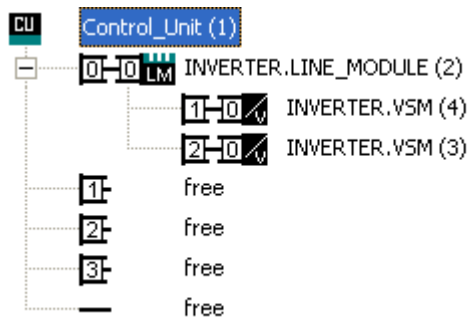 CU Control_Unit (1)
0 0 LM INVERTER.LINE_MODULE (2)
1 0 INVERTER.VSM (4)
2 0 INVERTER.VSM (3)
1 free
2 free
3 free
free